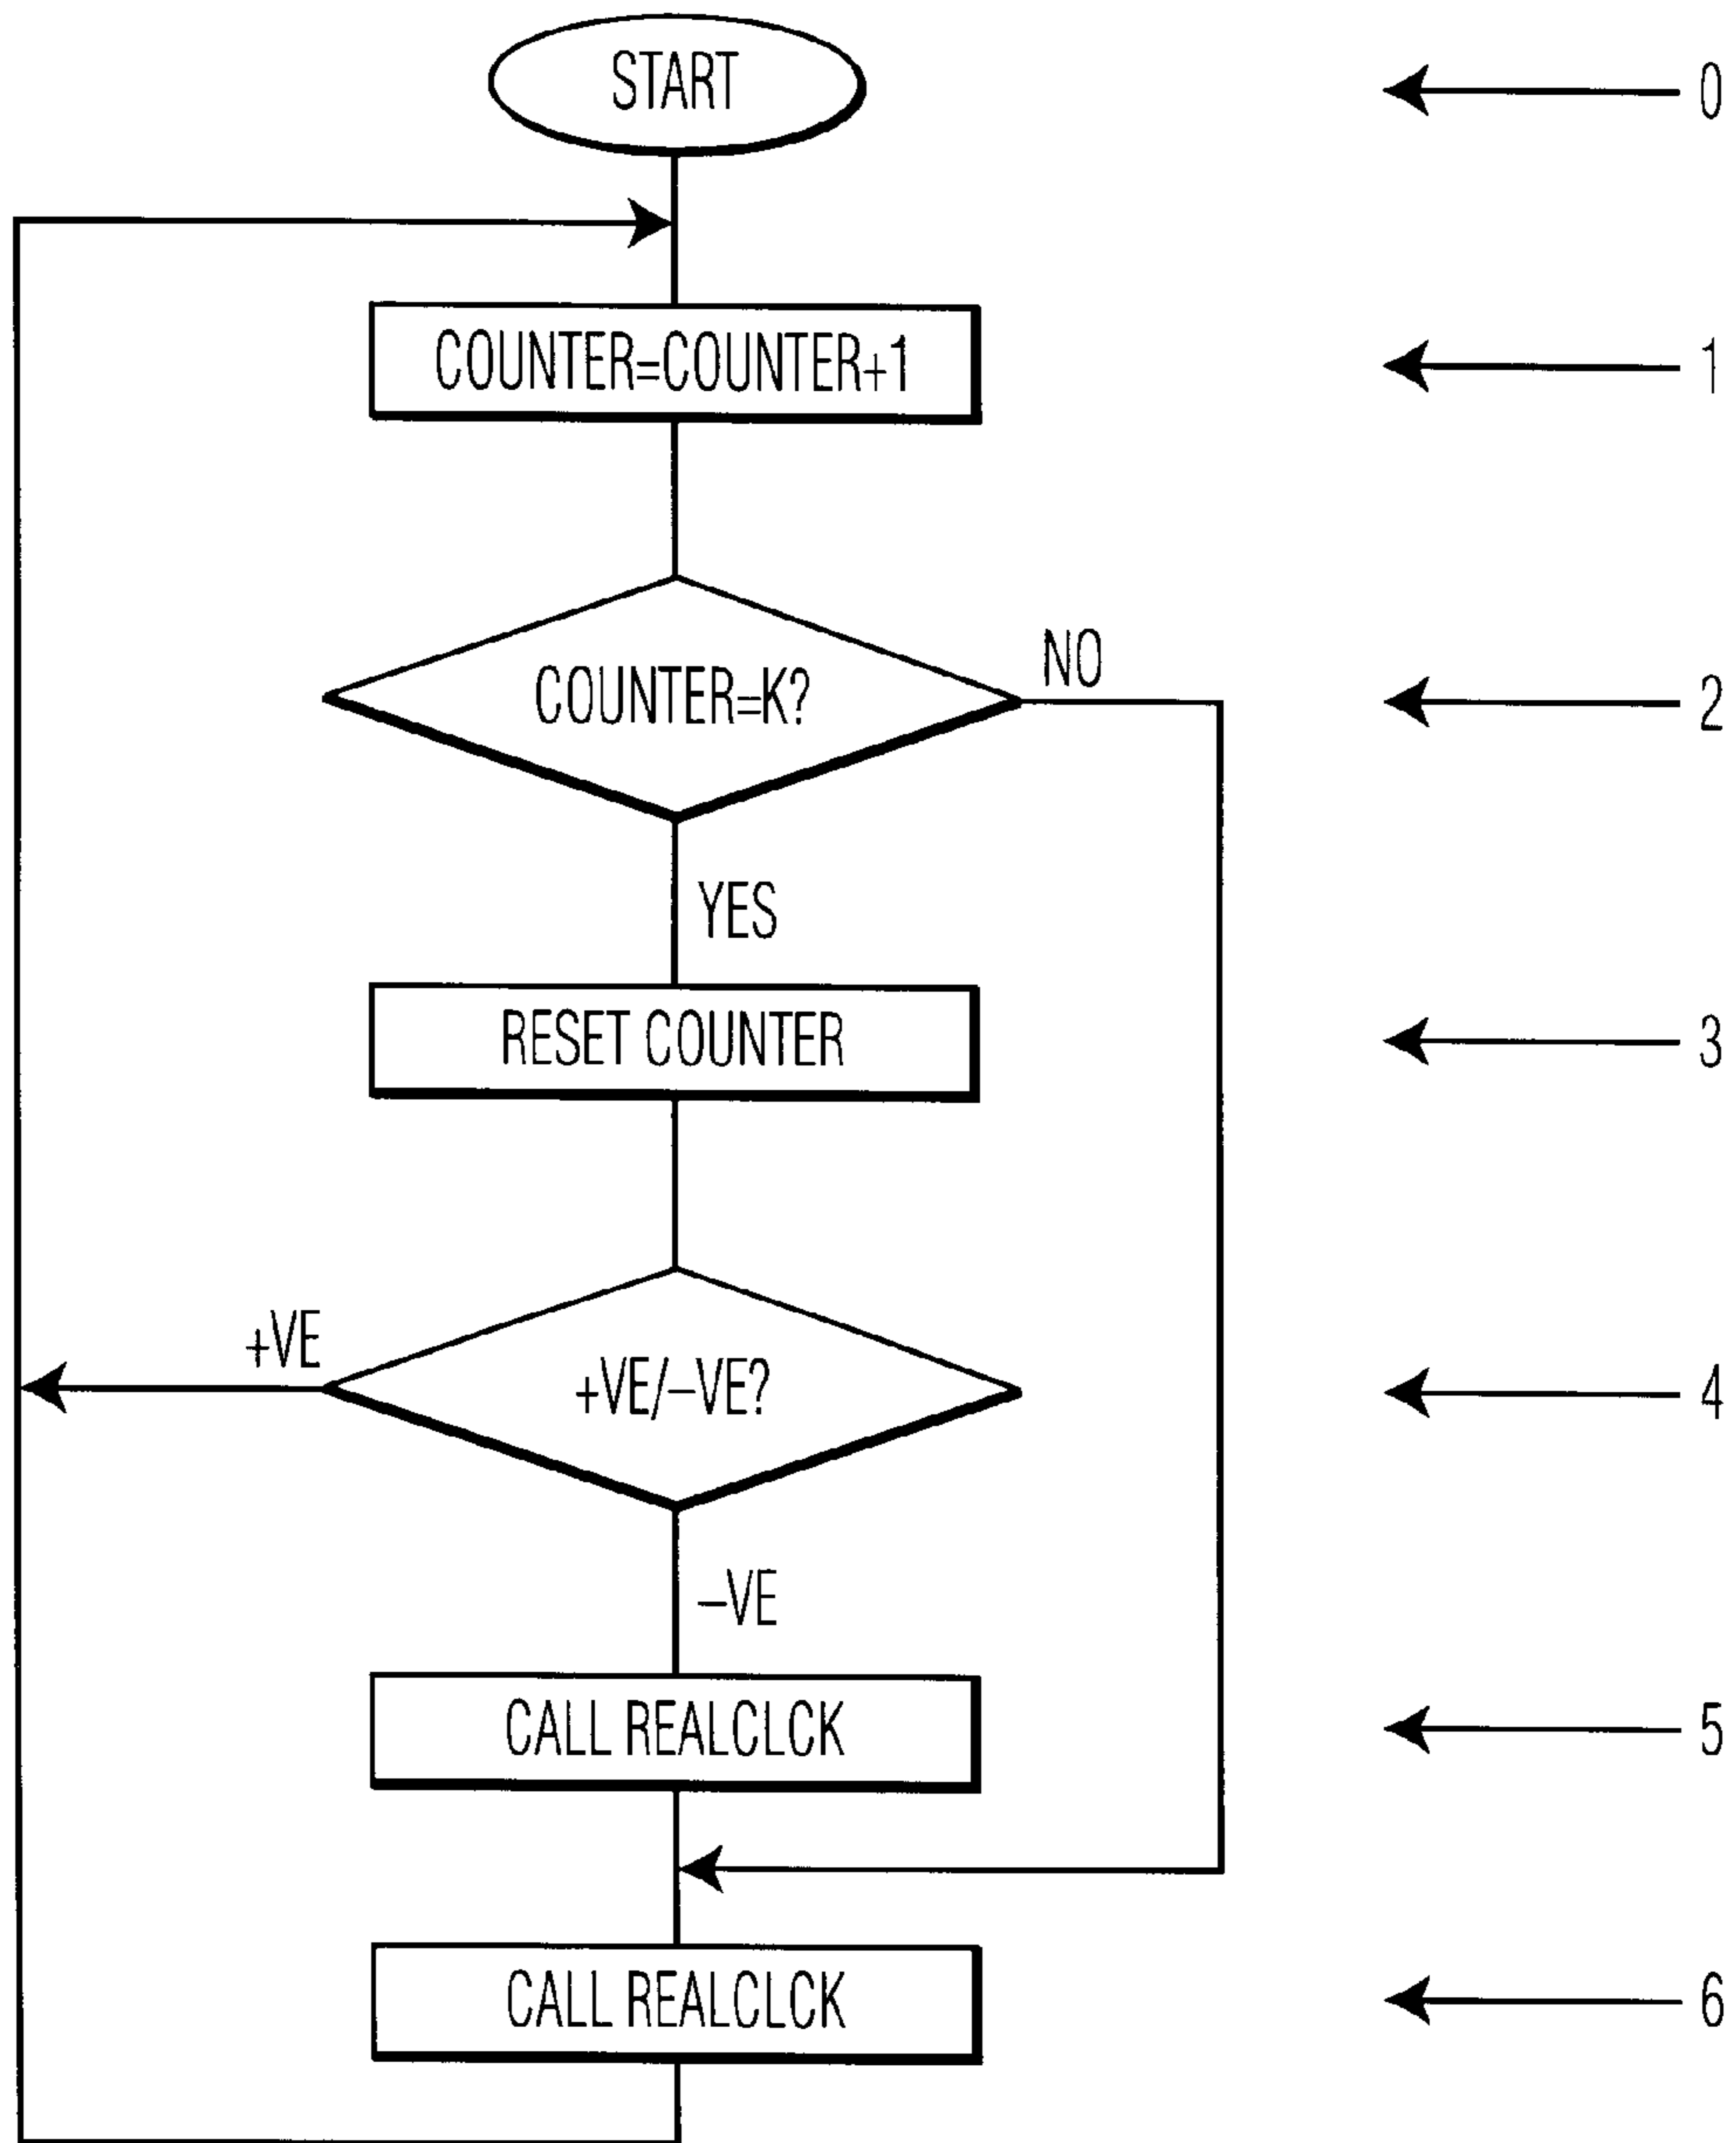 START
0
COUNTER=COUNTER+1
1
COUNTER=K?
NO
2
YES
RESET COUNTER
3
+VE
+VE/–VE?
4
–VE
CALL REALCLCK
5
CALL REALCLCK
6